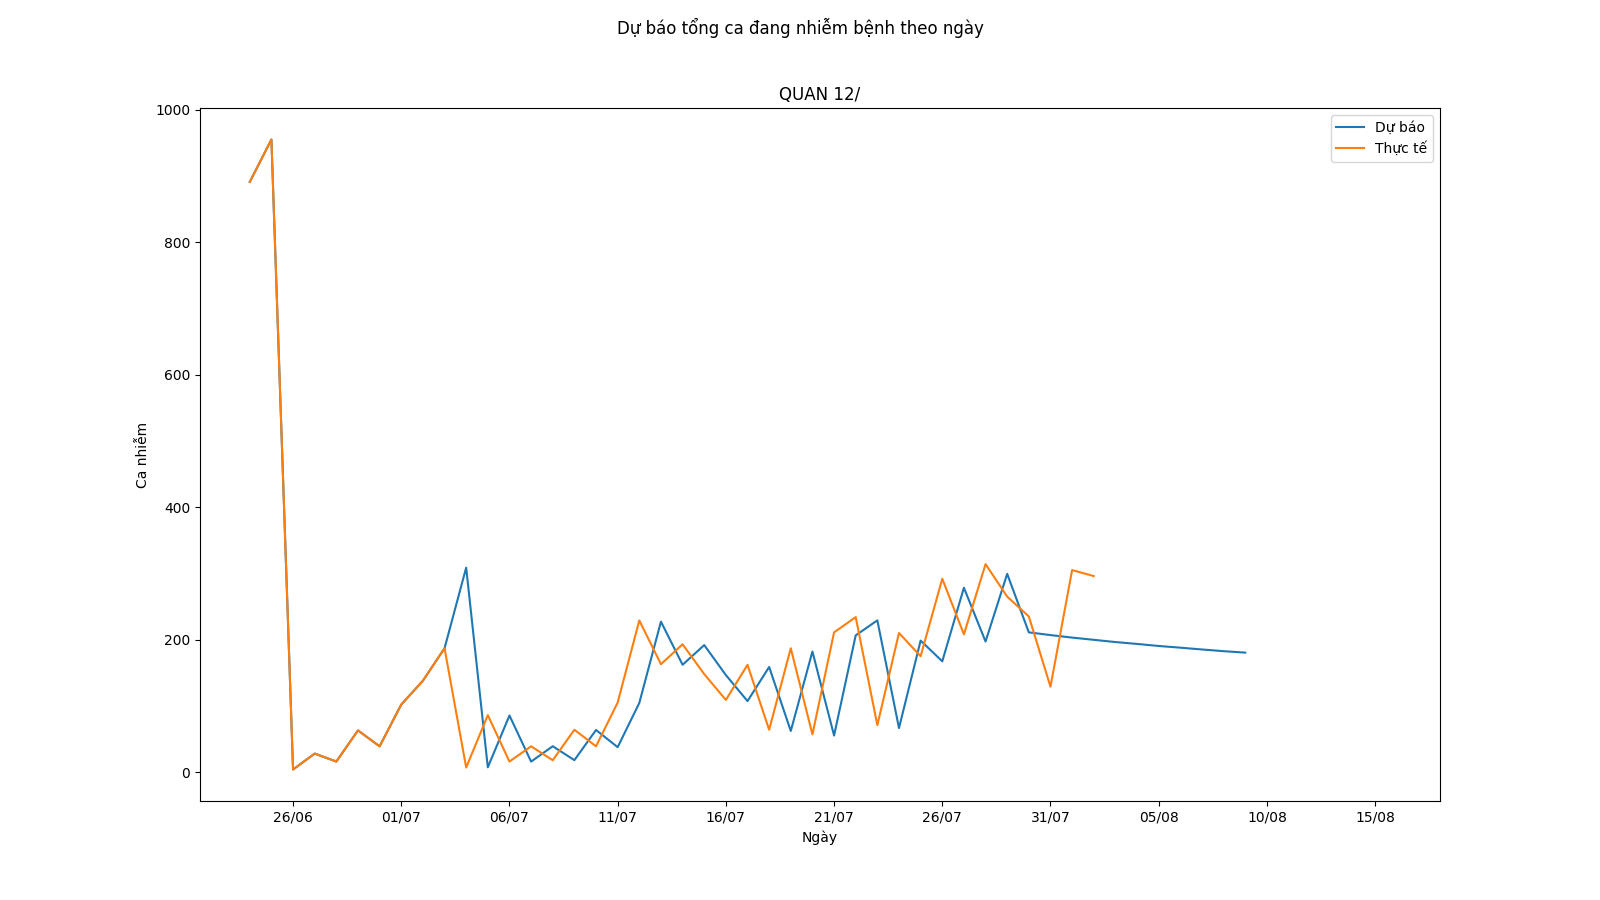 Dự báo tổng ca đang nhiễm bệnh theo ngày
QUAN 12/
Dự báo
Thực tế
1000
800
600
400
200
0
Ca nhiễm
26/06 01/07 06/07 11/07 16/07 21/07 26/07 31/07 05/08 10/08 15/08
Ngày